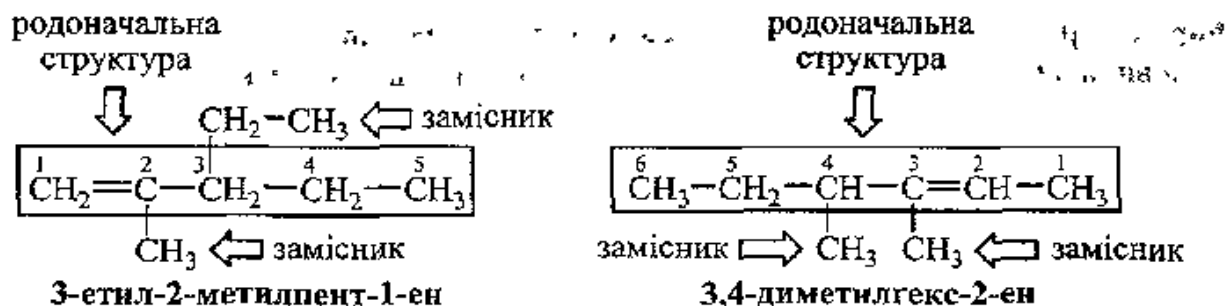 родоначальна
структура
CH₂—CH₃ замісник
1 2 3 4 5
CH₂=C—CH₂—CH₂—CH₃
CH₃ замісник
3-етил-2-метилпент-1-ен
родоначальна
структура
6 5 4 3 2 1
CH₃—CH₂—CH—C=CH—CH₃
замісник CH₃ CH₃ замісник
3,4-диметилгекс-2-ен